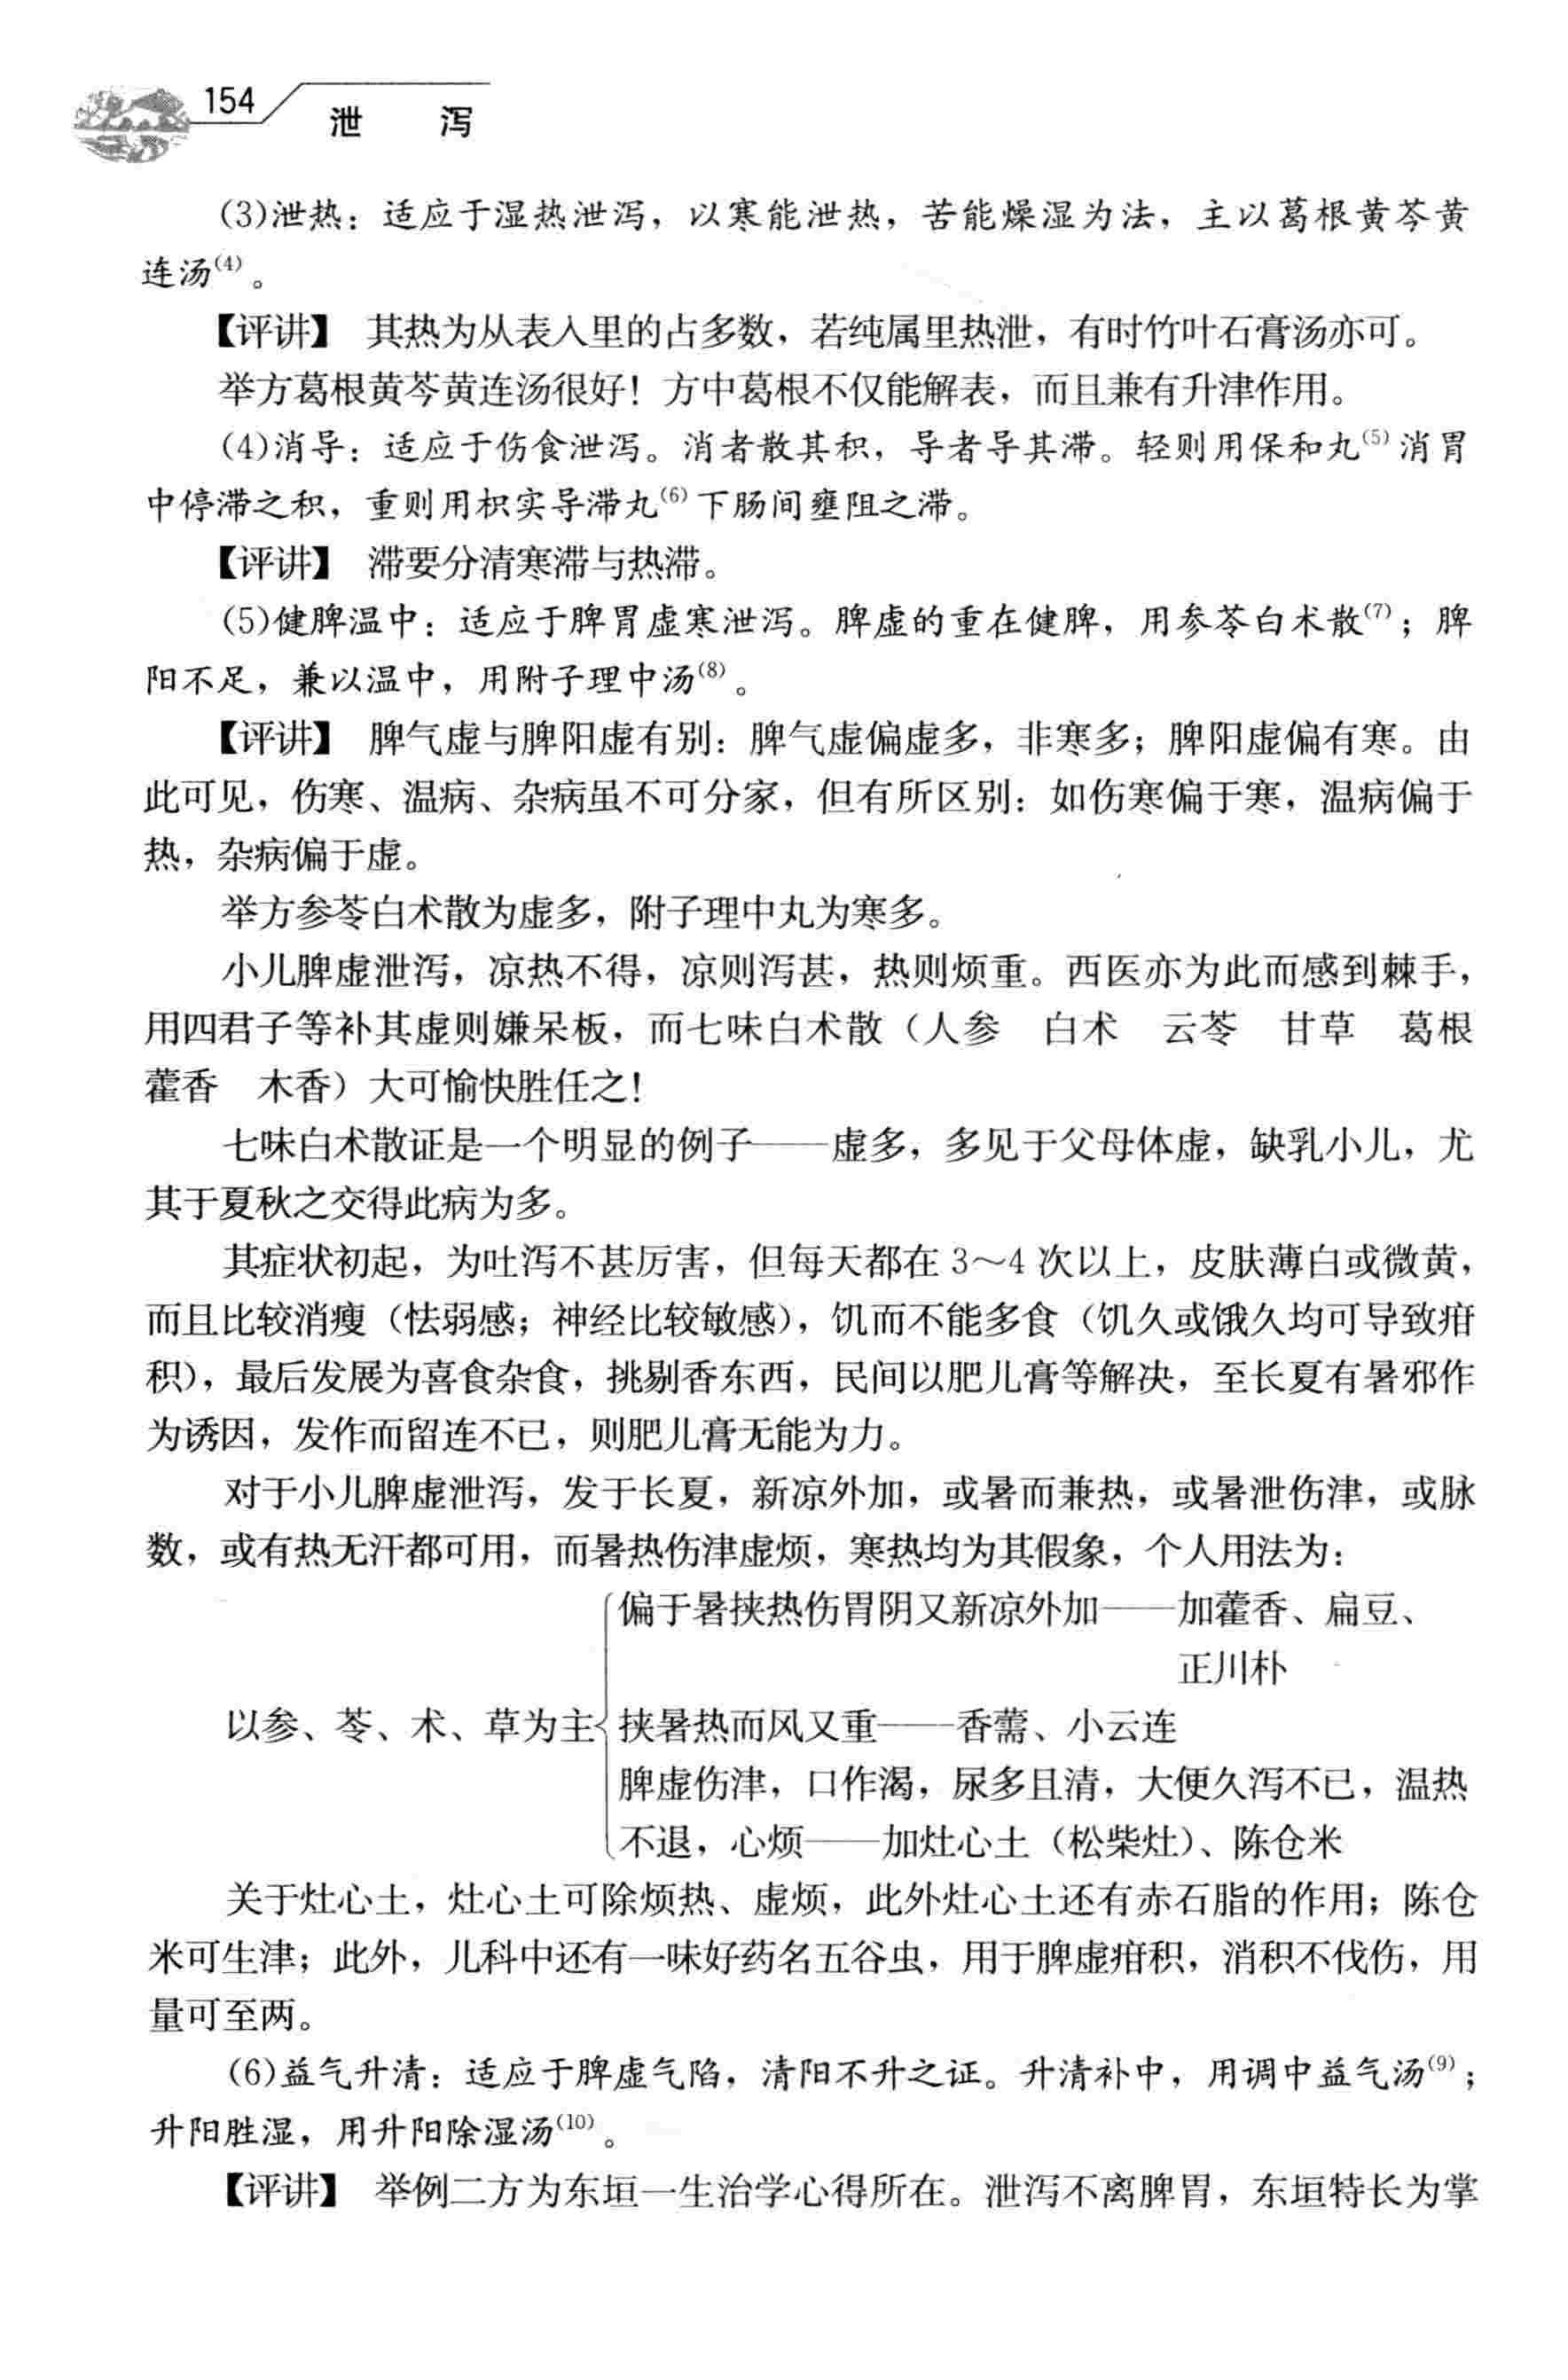 154
泄 泻
(3)泄热：适应于湿热泄泻，以寒能泄热，苦能燥湿为法，主以葛根黄芩黄
连汤(4)。
【评讲】 其热为从表入里的占多数，若纯属里热泄，有时竹叶石膏汤亦可。
举方葛根黄芩黄连汤很好！方中葛根不仅能解表，而且兼有升津作用。
(4)消导：适应于伤食泄泻。消者散其积，导者导其滞。轻则用保和丸(5)消胃
中停滞之积，重则用枳实导滞丸(6)下肠间壅阻之滞。
【评讲】 滞要分清寒滞与热滞。
(5)健脾温中：适应于脾胃虚寒泄泻。脾虚的重在健脾，用参苓白术散(7)；脾
阳不足，兼以温中，用附子理中汤(8)。
【评讲】 脾气虚与脾阳虚有别：脾气虚偏虚多，非寒多；脾阳虚偏有寒。由
此可见，伤寒、温病、杂病虽不可分家，但有所区别：如伤寒偏于寒，温病偏于
热，杂病偏于虚。
举方参苓白术散为虚多，附子理中丸为寒多。
小儿脾虚泄泻，凉热不得，凉则泻甚，热则烦重。西医亦为此而感到棘手，
用四君子等补其虚则嫌呆板，而七味白术散（人参 白术 云苓 甘草 葛根
藿香 木香）大可愉快胜任之！
七味白术散证是一个明显的例子——虚多，多见于父母体虚，缺乳小儿，尤
其于夏秋之交得此病为多。
其症状初起，为吐泻不甚厉害，但每天都在 3～4 次以上，皮肤薄白或微黄，
而且比较消瘦（怯弱感；神经比较敏感），饥而不能多食（饥久或饿久均可导致疳
积），最后发展为喜食杂食，挑剔香东西，民间以肥儿膏等解决，至长夏有暑邪作
为诱因，发作而留连不已，则肥儿膏无能为力。
对于小儿脾虚泄泻，发于长夏，新凉外加，或暑而兼热，或暑泄伤津，或脉
数，或有热无汗都可用，而暑热伤津虚烦，寒热均为其假象，个人用法为：
偏于暑挟热伤胃阴又新凉外加——加藿香、扁豆、
正川朴
以参、苓、术、草为主 挟暑热而风又重——香薷、小云连
脾虚伤津，口作渴，尿多且清，大便久泻不已，温热
不退，心烦——加灶心土（松柴灶）、陈仓米
关于灶心土，灶心土可除烦热、虚烦，此外灶心土还有赤石脂的作用；陈仓
米可生津；此外，儿科中还有一味好药名五谷虫，用于脾虚疳积，消积不伐伤，用
量可至两。
(6)益气升清：适应于脾虚气陷，清阳不升之证。升清补中，用调中益气汤(9)；
升阳胜湿，用升阳除湿汤(10)。
【评讲】 举例二方为东垣一生治学心得所在。泄泻不离脾胃，东垣特长为掌